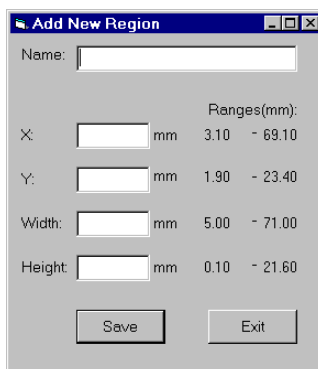 Add New Region
Name:
Ranges(mm):
X: mm 3.10 - 69.10
Y: mm 1.90 - 23.40
Width: mm 5.00 - 71.00
Height: mm 0.10 - 21.60
Save Exit